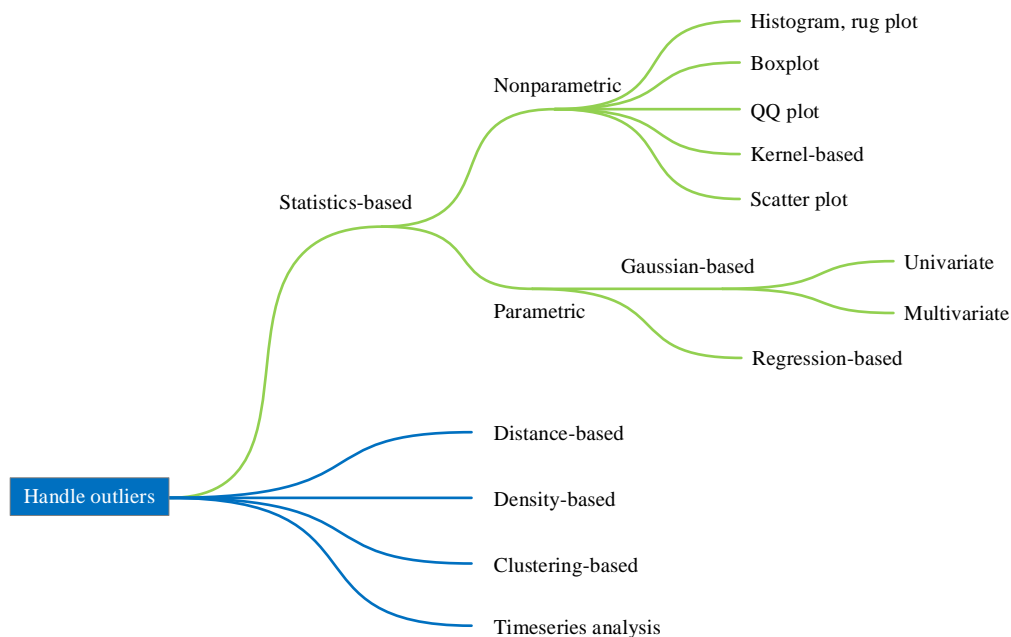 Histogram, rug plot
Boxplot
Nonparametric
QQ plot
Kernel-based
Scatter plot
Statistics-based
Gaussian-based
Univariate
Parametric
Multivariate
Regression-based
Distance-based
Handle outliers
Density-based
Clustering-based
Timeseries analysis